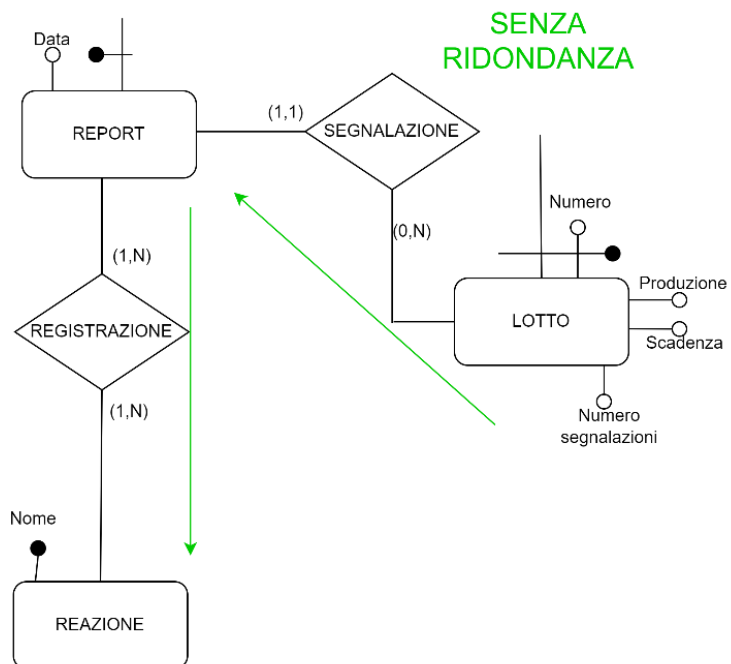 SENZA
RIDONDANZA
Data
REPORT
(1,1)
SEGNALAZIONE
Numero
(0,N)
(1,N)
Produzione
REGISTRAZIONE
LOTTO
Scadenza
(1,N)
Numero
segnalazioni
Nome
REAZIONE